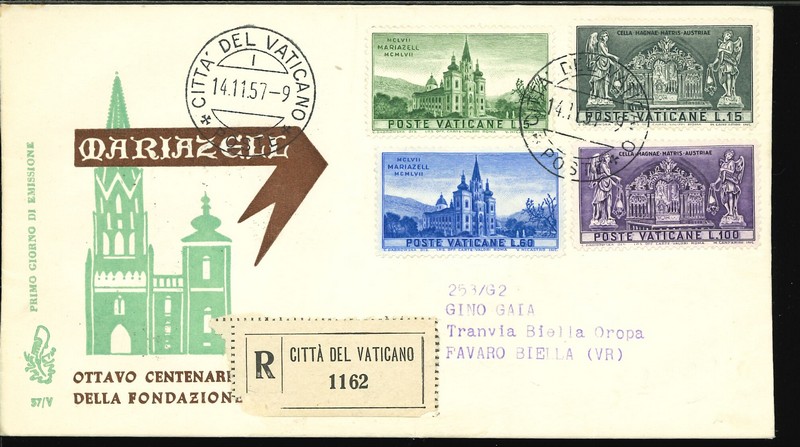 CITTÀ DEL VATICANO
I
14.11.57-9
MARIAZELL
PRIMO GIORNO DI EMISSIONE
57/V
OTTAVO CENTENARI
DELLA FONDAZIONE
R
CITTÀ DEL VATICANO
1162
MCLVII
MARIAZELL
MCMLVII
POSTE VATICANE L.5
CELLA·MAGNAE·MATRIS·AUSTRIAE
POSTE VATICANE L.15
MCLVII
MARIAZELL
MCMLVII
POSTE VATICANE L.60
CELLA·MAGNAE·MATRIS·AUSTRIAE
POSTE VATICANE L.100
POSTE
253/G2
GINO GAIA
Tranvia Biella Oropa
FAVARO BIELLA (VR)